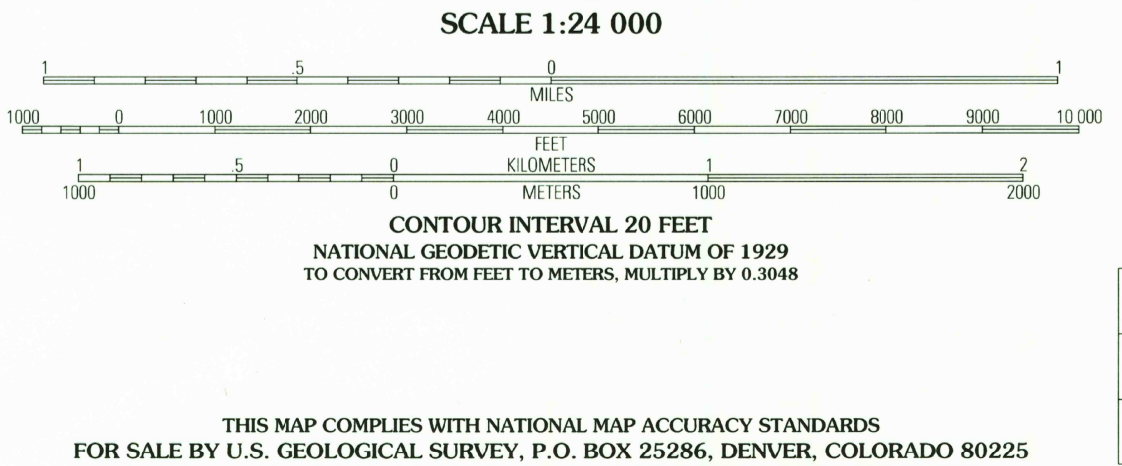 SCALE 1:24 000
1 .5 0 1
MILES
1000 0 1000 2000 3000 4000 5000 6000 7000 8000 9000 10 000
FEET
1 .5 0 KILOMETERS 1 2
1000 0 METERS 1000 2000
CONTOUR INTERVAL 20 FEET
NATIONAL GEODETIC VERTICAL DATUM OF 1929
TO CONVERT FROM FEET TO METERS, MULTIPLY BY 0.3048
THIS MAP COMPLIES WITH NATIONAL MAP ACCURACY STANDARDS
FOR SALE BY U.S. GEOLOGICAL SURVEY, P.O. BOX 25286, DENVER, COLORADO 80225